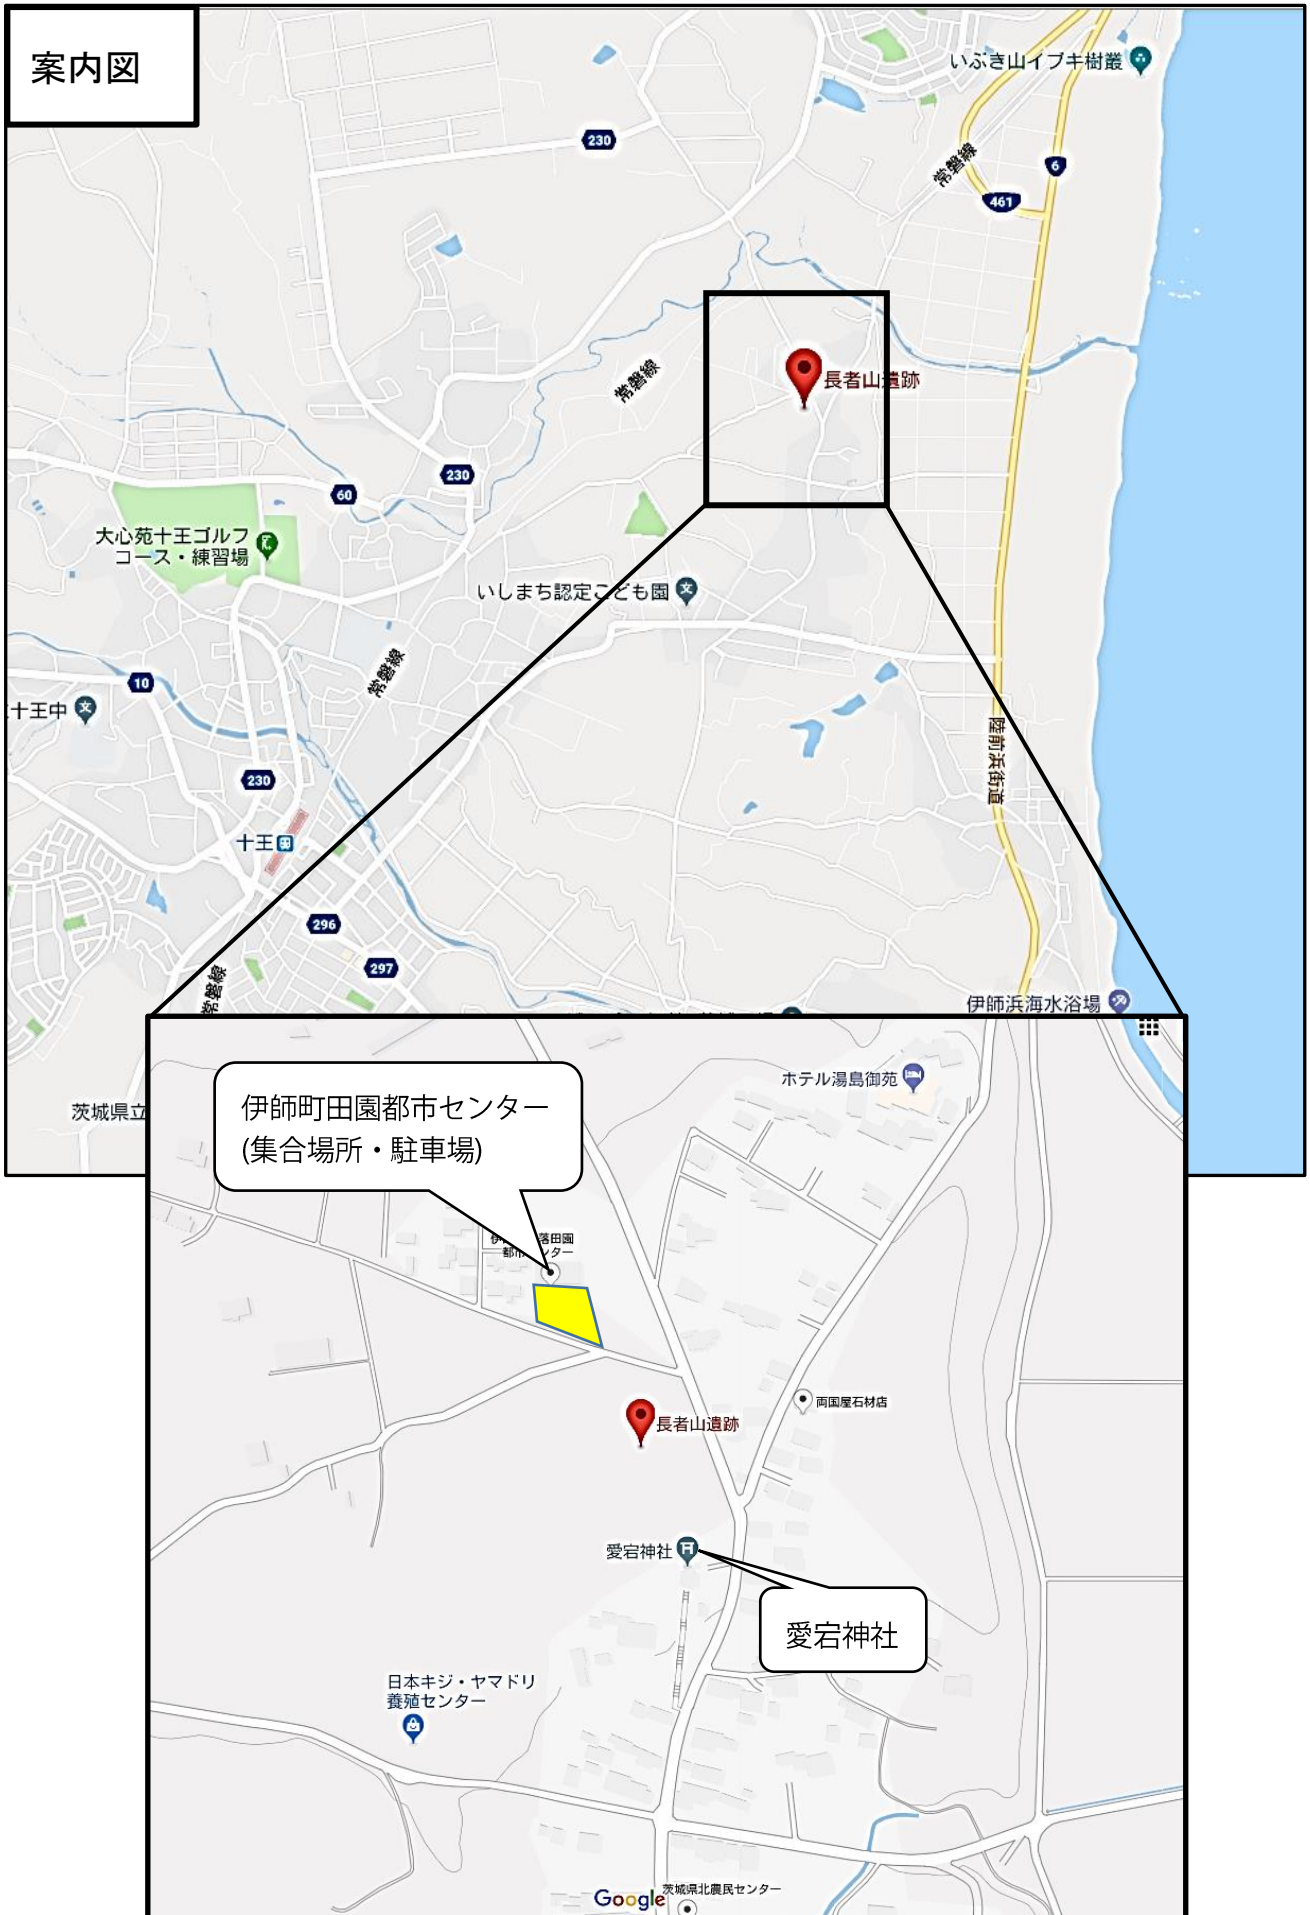 案内図
いぶき山イブキ樹叢
230
常磐線
6
461
長者山遺跡
常磐線
230
60
大心苑十王ゴルフ
コース・練習場
いしまち認定こども園
常磐線
10
十王中
陸前浜街道
230
十王
296
297
常磐線
伊師浜海水浴場
茨城県立
ホテル湯島御苑
伊師町田園都市センター
(集合場所・駐車場)
落田園
両国屋石材店
長者山遺跡
愛宕神社
愛宕神社
日本キジ・ヤマドリ
養殖センター
茨城県北農民センター
Google